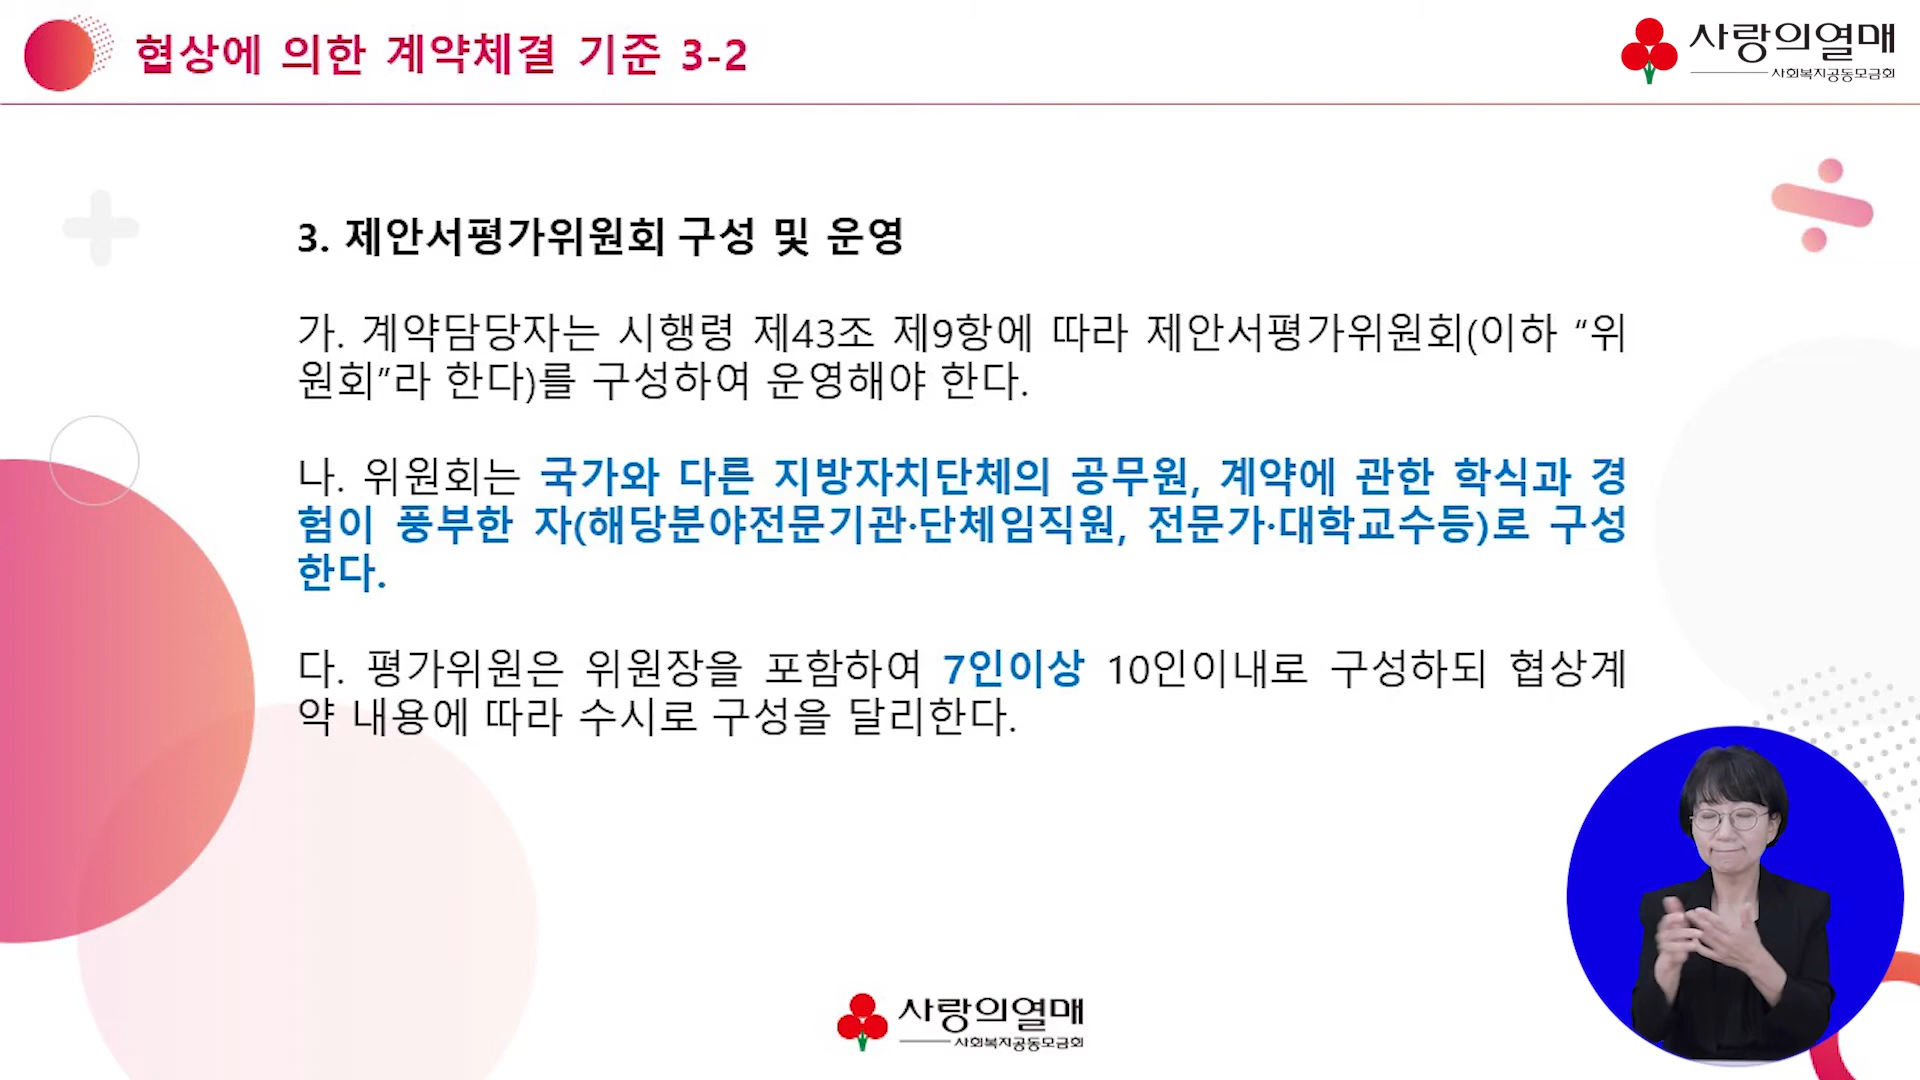 협상에 의한 계약체결 기준 3-2
사랑의열매
사회복지공동모금회
3. 제안서평가위원회 구성 및 운영
가. 계약담당자는 시행령 제43조 제9항에 따라 제안서평가위원회(이하 “위
원회”라 한다)를 구성하여 운영해야 한다.
나. 위원회는 국가와 다른 지방자치단체의 공무원, 계약에 관한 학식과 경
험이 풍부한 자(해당분야전문기관·단체임직원, 전문가·대학교수등)로 구성
한다.
다. 평가위원은 위원장을 포함하여 7인이상 10인이내로 구성하되 협상계
약 내용에 따라 수시로 구성을 달리한다.
사랑의열매
사회복지공동모금회